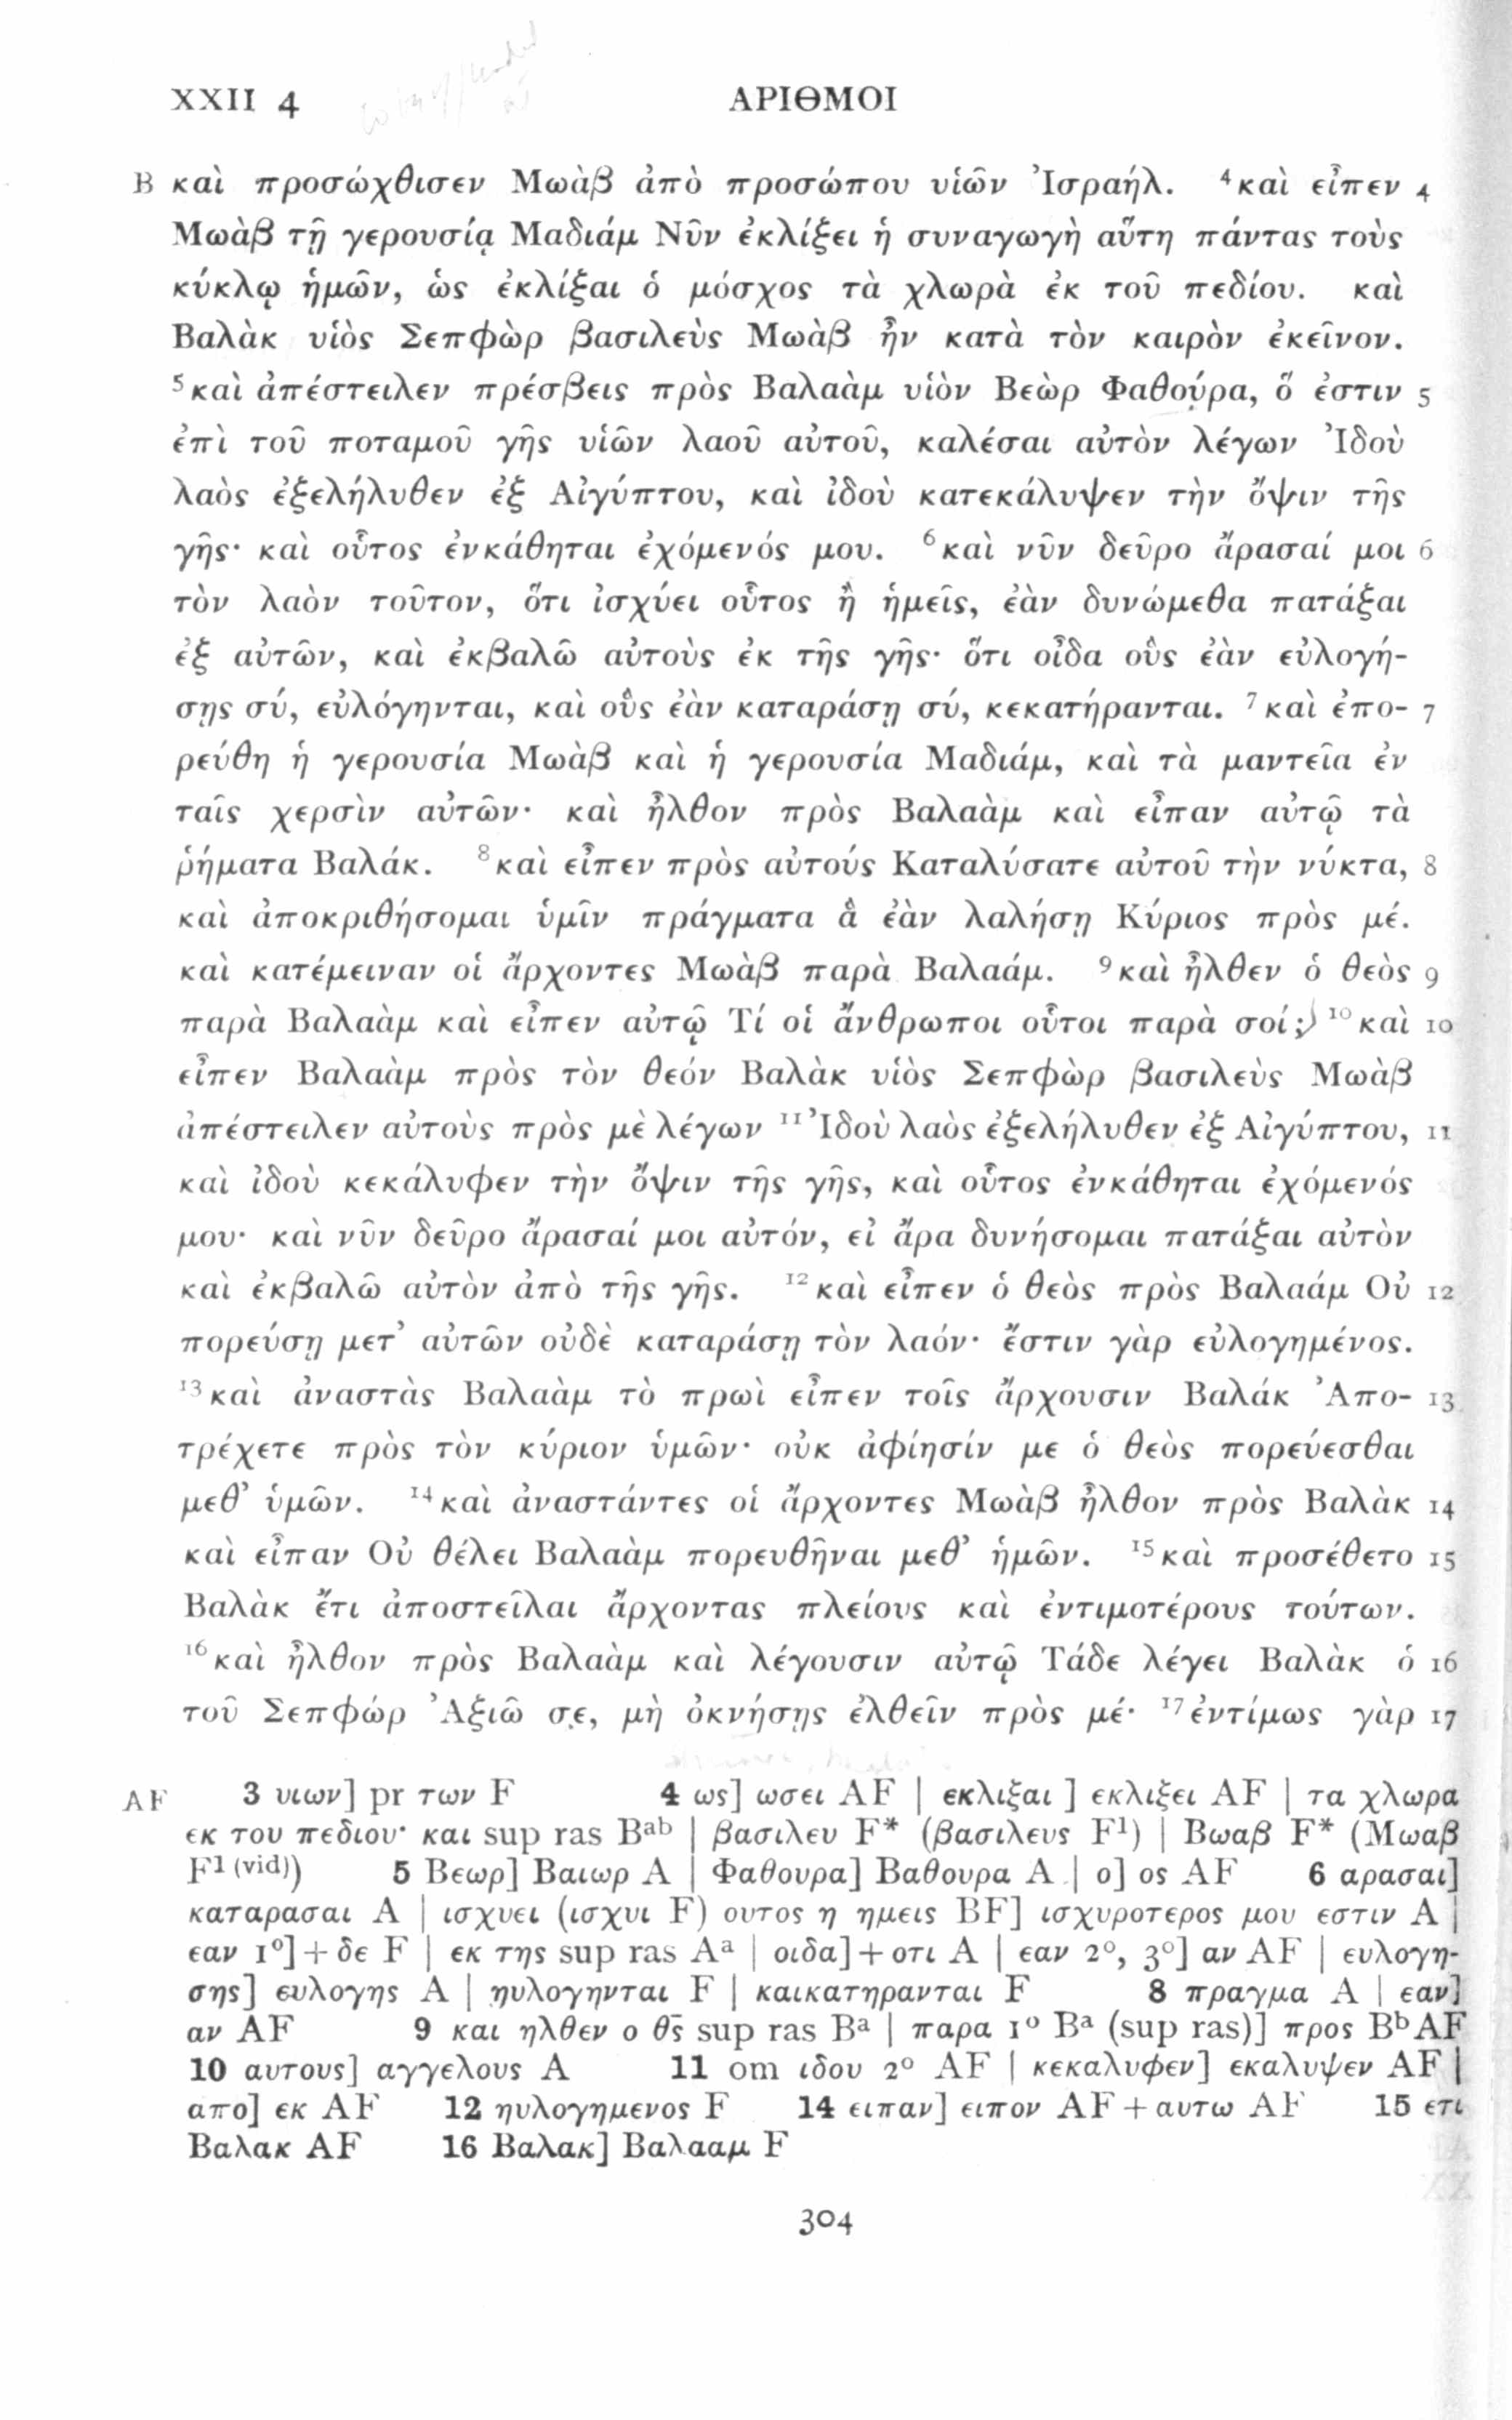 XXII 4 ΑΡΙΘΜΟΙ
B καὶ προσώχθισεν Μωὰβ ἀπὸ προσώπου υἱῶν Ἰσραήλ. ⁴καὶ εἶπεν 4
Μωὰβ τῇ γερουσίᾳ Μαδιάμ Νῦν ἐκλίξει ἡ συναγωγὴ αὕτη πάντας τοὺς
κύκλῳ ἡμῶν, ὡς ἐκλίξαι ὁ μόσχος τὰ χλωρὰ ἐκ τοῦ πεδίου. καὶ
Βαλὰκ υἱὸς Σεπφὼρ βασιλεὺς Μωὰβ ἦν κατὰ τὸν καιρὸν ἐκεῖνον.
⁵καὶ ἀπέστειλεν πρέσβεις πρὸς Βαλαὰμ υἱὸν Βεὼρ Φαθούρα, ὅ ἐστιν 5
ἐπὶ τοῦ ποταμοῦ γῆς υἱῶν λαοῦ αὐτοῦ, καλέσαι αὐτὸν λέγων Ἰδοὺ
λαὸς ἐξελήλυθεν ἐξ Αἰγύπτου, καὶ ἰδοὺ κατεκάλυψεν τὴν ὄψιν τῆς
γῆς· καὶ οὗτος ἐνκάθηται ἐχόμενός μου. ⁶καὶ νῦν δεῦρο ἄρασαί μοι 6
τὸν λαὸν τοῦτον, ὅτι ἰσχύει οὗτος ἢ ἡμεῖς, ἐὰν δυνώμεθα πατάξαι
ἐξ αὐτῶν, καὶ ἐκβαλῶ αὐτοὺς ἐκ τῆς γῆς· ὅτι οἶδα οὓς ἐὰν εὐλογή-
σῃς σύ, εὐλόγηνται, καὶ οὓς ἐὰν καταράσῃ σύ, κεκατήρανται. ⁷καὶ ἐπο- 7
ρεύθη ἡ γερουσία Μωὰβ καὶ ἡ γερουσία Μαδιάμ, καὶ τὰ μαντεῖα ἐν
ταῖς χερσὶν αὐτῶν· καὶ ἦλθον πρὸς Βαλαὰμ καὶ εἶπαν αὐτῷ τὰ
ῥήματα Βαλάκ. ⁸καὶ εἶπεν πρὸς αὐτούς Καταλύσατε αὐτοῦ τὴν νύκτα, 8
καὶ ἀποκριθήσομαι ὑμῖν πράγματα ἃ ἐὰν λαλήσῃ Κύριος πρὸς μέ.
καὶ κατέμειναν οἱ ἄρχοντες Μωὰβ παρὰ Βαλαάμ. ⁹καὶ ἦλθεν ὁ θεὸς 9
παρὰ Βαλαὰμ καὶ εἶπεν αὐτῷ Τί οἱ ἄνθρωποι οὗτοι παρὰ σοί; ¹⁰καὶ 10
εἶπεν Βαλαὰμ πρὸς τὸν θεόν Βαλὰκ υἱὸς Σεπφὼρ βασιλεὺς Μωὰβ
ἀπέστειλεν αὐτοὺς πρὸς μὲ λέγων ¹¹Ἰδοὺ λαὸς ἐξελήλυθεν ἐξ Αἰγύπτου, 11
καὶ ἰδοὺ κεκάλυφεν τὴν ὄψιν τῆς γῆς, καὶ οὗτος ἐνκάθηται ἐχόμενός
μου· καὶ νῦν δεῦρο ἄρασαί μοι αὐτόν, εἰ ἄρα δυνήσομαι πατάξαι αὐτὸν
καὶ ἐκβαλῶ αὐτὸν ἀπὸ τῆς γῆς. ¹²καὶ εἶπεν ὁ θεὸς πρὸς Βαλαάμ Οὐ 12
πορεύσῃ μετ’ αὐτῶν οὐδὲ καταράσῃ τὸν λαόν· ἔστιν γὰρ εὐλογημένος.
¹³καὶ ἀναστὰς Βαλαὰμ τὸ πρωὶ εἶπεν τοῖς ἄρχουσιν Βαλάκ Ἀπο- 13
τρέχετε πρὸς τὸν κύριον ὑμῶν· οὐκ ἀφίησίν με ὁ θεὸς πορεύεσθαι
μεθ’ ὑμῶν. ¹⁴καὶ ἀναστάντες οἱ ἄρχοντες Μωὰβ ἦλθον πρὸς Βαλὰκ 14
καὶ εἶπαν Οὐ θέλει Βαλαὰμ πορευθῆναι μεθ’ ἡμῶν. ¹⁵καὶ προσέθετο 15
Βαλὰκ ἔτι ἀποστεῖλαι ἄρχοντας πλείους καὶ ἐντιμοτέρους τούτων.
¹⁶καὶ ἦλθον πρὸς Βαλαὰμ καὶ λέγουσιν αὐτῷ Τάδε λέγει Βαλὰκ ὁ 16
τοῦ Σεπφώρ Ἀξιῶ σε, μὴ ὀκνήσῃς ἐλθεῖν πρὸς μέ· ¹⁷ἐντίμως γὰρ 17
AF 3 υιων] pr των F 4 ως] ωσει AF | εκλιξαι ] εκλιξει AF | τα χλωρα
εκ του πεδιου· και sup ras Bᵃᵇ | βασιλευ F* (βασιλευς F¹) | Βωαβ F* (Μωαβ
F¹ ⁽ᵛⁱᵈ⁾) 5 Βεωρ] Βαιωρ A | Φαθουρα] Βαθουρα A | ο] ος AF 6 αρασαι]
καταρασαι A | ισχυει (ισχυι F) ουτος η ημεις BF] ισχυροτερος μου εστιν A |
εαν 1º]+δε F | εκ της sup ras Aᵃ | οιδα]+οτι A | εαν 2º, 3º] αν AF | ευλογη-
σης] ευλογης A | ηυλογηνται F | καικατηρανται F 8 πραγμα A | εαν]
αν AF 9 και ηλθεν ο θ̅ς̅ sup ras Bᵃ | παρα 1º Bᵃ (sup ras)] προς BᵇAF
10 αυτους] αγγελους A 11 om ιδου 2º AF | κεκαλυφεν] εκαλυψεν AF |
απο] εκ AF 12 ηυλογημενος F 14 ειπαν] ειπον AF + αυτω AF 15 ετι
Βαλακ AF 16 Βαλακ] Βαλααμ F
304